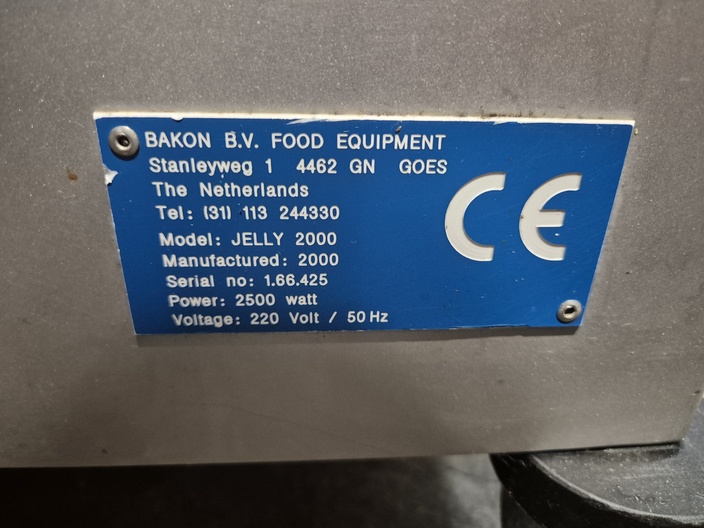 BAKON B.V. FOOD EQUIPMENT
Stanleyweg 1 4462 GN GOES
The Netherlands
Tel: (31) 113 244330
Model: JELLY 2000
Manufactured: 2000
Serial no: 1.66.425
Power: 2500 watt
Voltage: 220 Volt / 50 Hz
CE